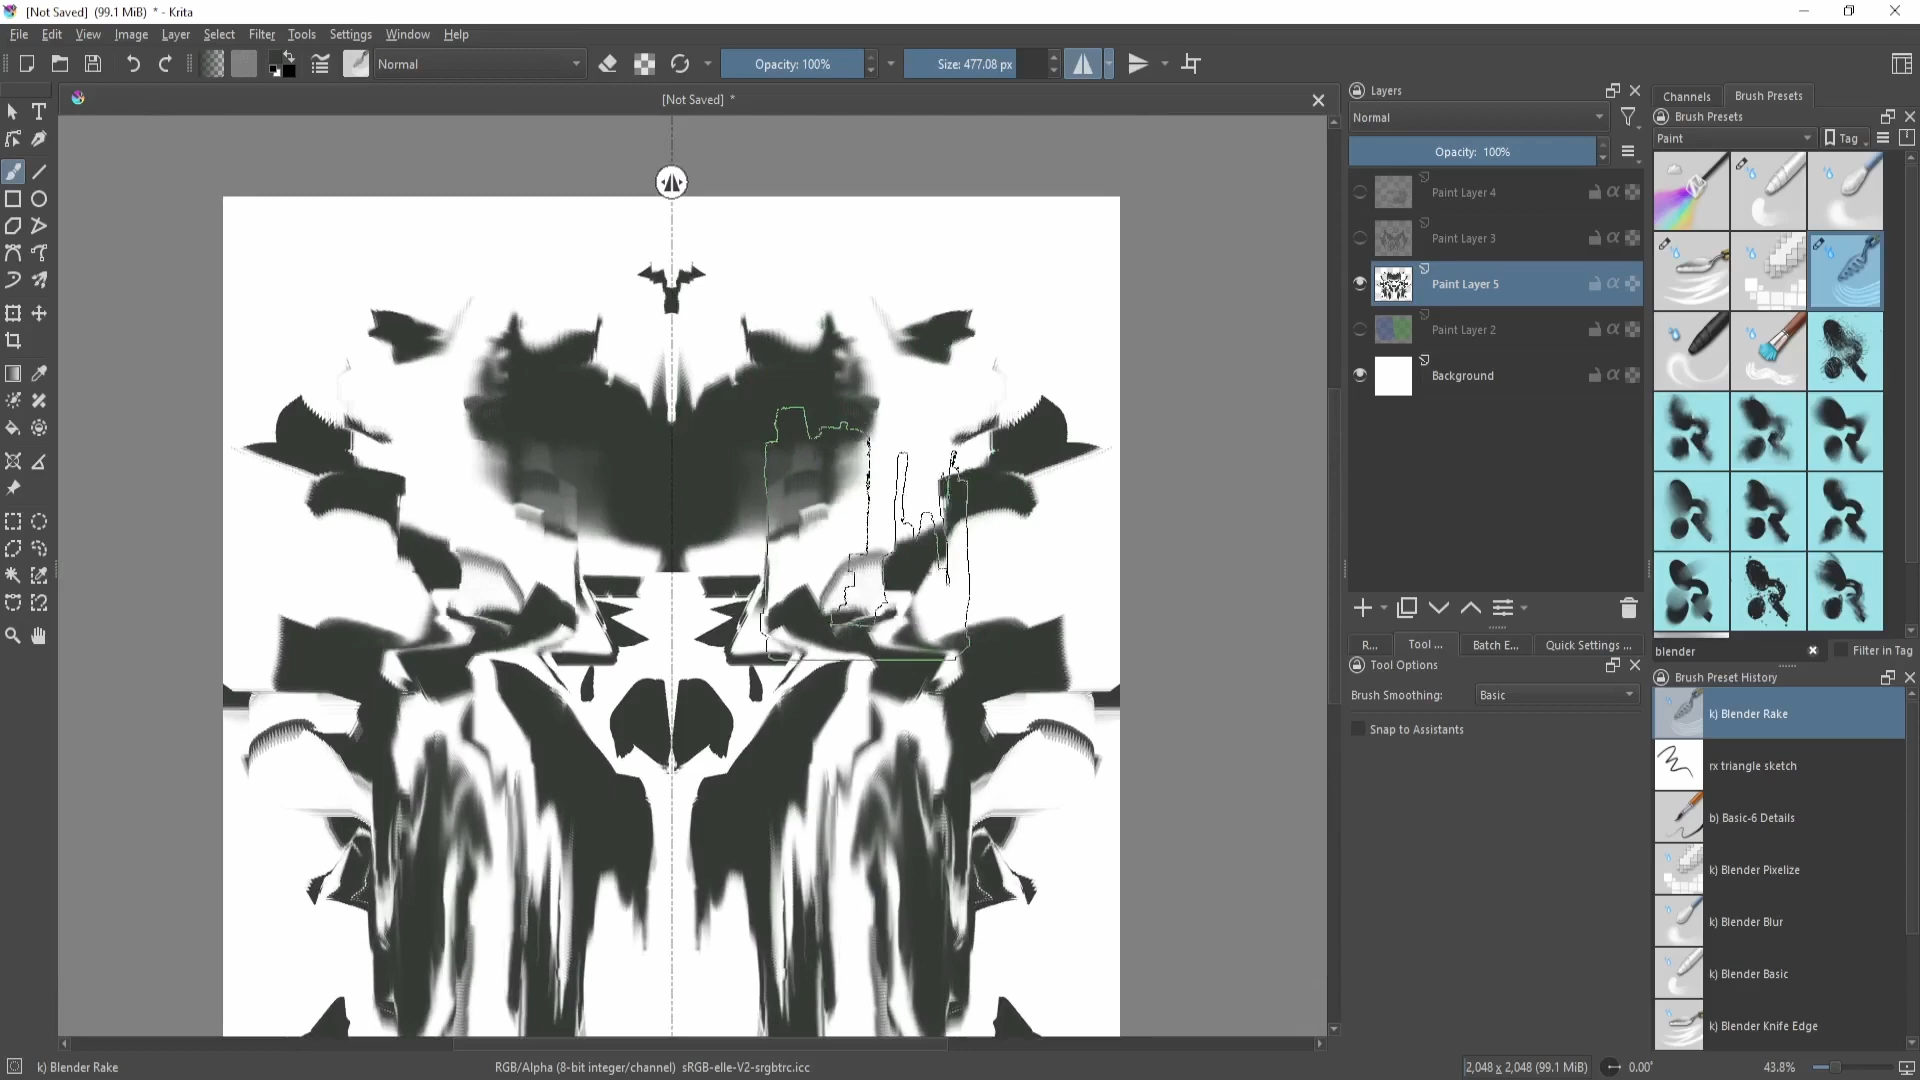 [Not Saved]  (99.1 MiB)  * - Krita
File Edit View Image Layer Select Filter Tools Settings Window Help
Normal
Opacity: 100%
Size: 477.08 px
[Not Saved]  *
Layers
Normal
Opacity:  100%
Paint Layer 4
Paint Layer 3
Paint Layer 5
Paint Layer 2
Background
R...
Tool ...
Batch E...
Quick Settings ...
Tool Options
Brush Smoothing:
Basic
Snap to Assistants
Channels
Brush Presets
Brush Presets
Paint
Tag
blender
Filter in Tag
Brush Preset History
k) Blender Rake
rx triangle sketch
b) Basic-6 Details
k) Blender Pixelize
k) Blender Blur
k) Blender Basic
k) Blender Knife Edge
k) Blender Rake
RGB/Alpha (8-bit integer/channel)  sRGB-elle-V2-srgbtrc.icc
2,048 x 2,048 (99.1 MiB)
0.00°
43.8%